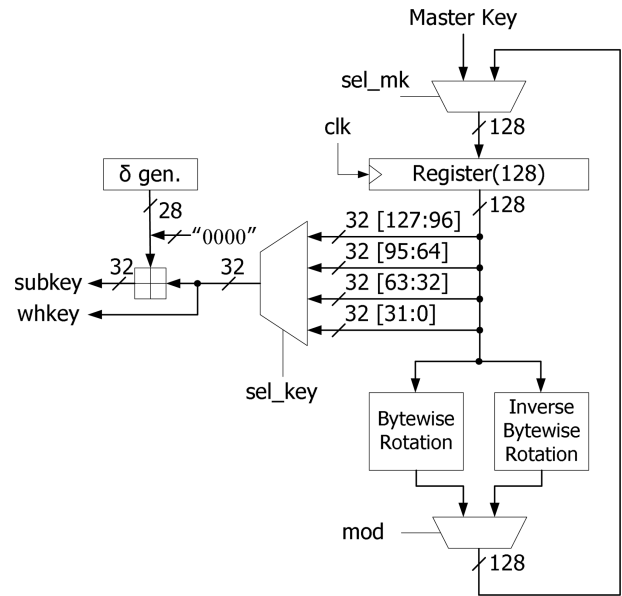 Master Key
sel_mk
128
clk
δ gen.
Register(128)
28
128
"0000"
32 [127:96]
32 [95:64]
32
32
32 [63:32]
subkey
whkey
32 [31:0]
sel_key
Bytewise
Rotation
Inverse
Bytewise
Rotation
mod
128